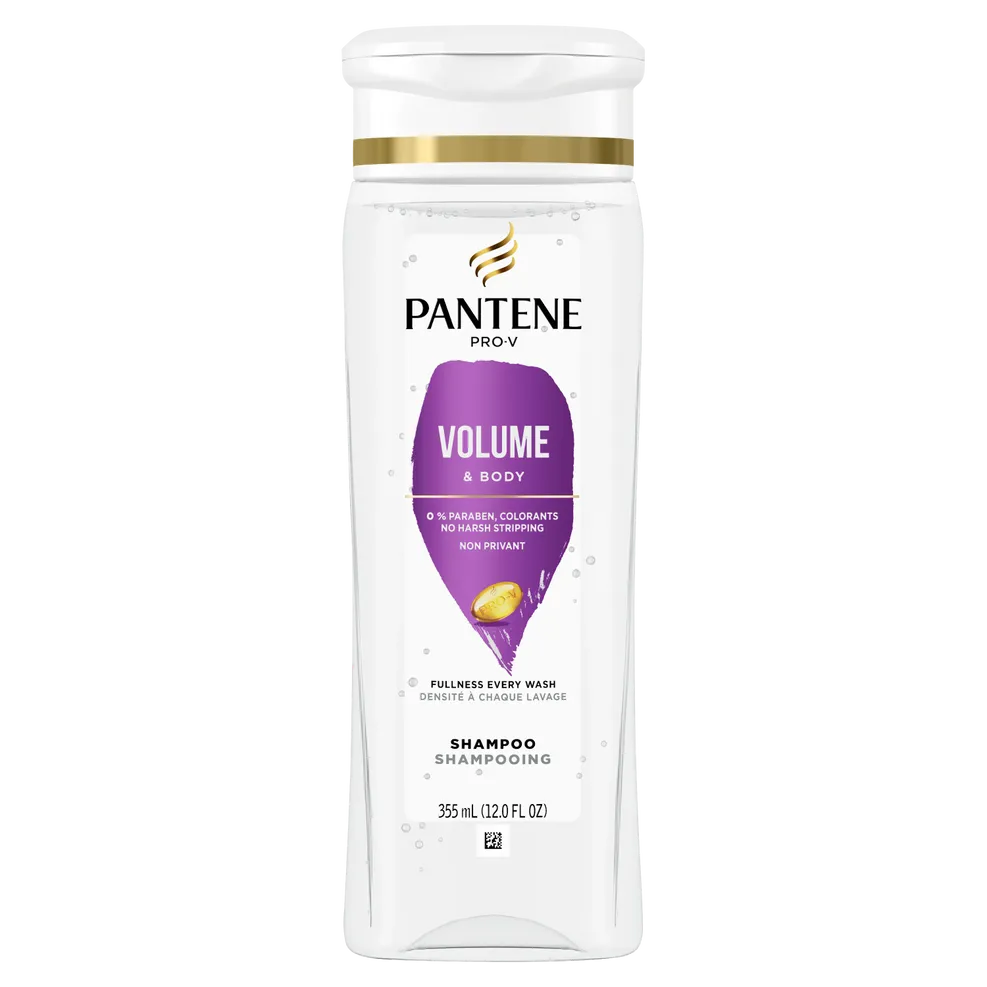 PANTENE
PRO-V
VOLUME
& BODY
0 % PARABEN, COLORANTS
NO HARSH STRIPPING
NON PRIVANT
PRO-V
FULLNESS EVERY WASH
DENSITÉ À CHAQUE LAVAGE
SHAMPOO
SHAMPOOING
355 mL (12.0 FL OZ)